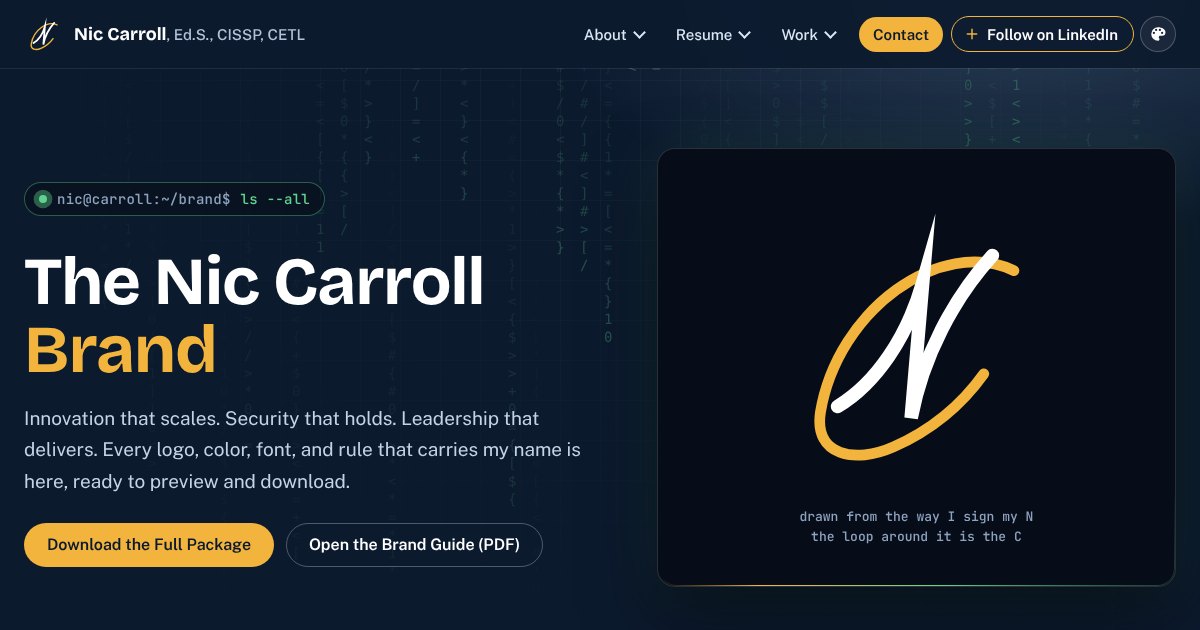 Nic Carroll, Ed.S., CISSP, CETL
About
Resume
Work
Contact
+ Follow on LinkedIn
nic@carroll:~/brand$ ls --all
The Nic Carroll
Brand
Innovation that scales. Security that holds. Leadership that
delivers. Every logo, color, font, and rule that carries my name is
here, ready to preview and download.
Download the Full Package
Open the Brand Guide (PDF)
drawn from the way I sign my N
the loop around it is the C